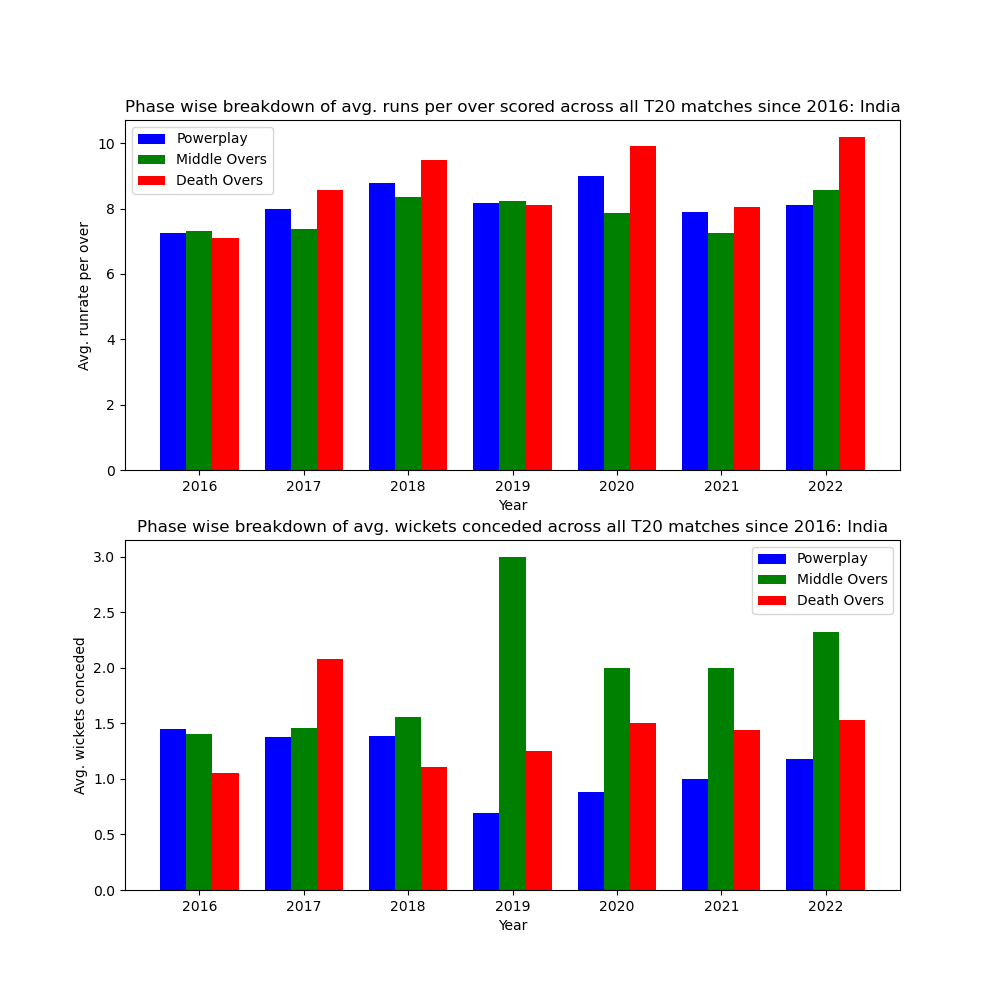 Phase wise breakdown of avg. runs per over scored across all T20 matches since 2016: India
Powerplay
Middle Overs
Death Overs
10
8
6
4
2
0
Avg. runrate per over
2016 2017 2018 2019 2020 2021 2022
Year
Phase wise breakdown of avg. wickets conceded across all T20 matches since 2016: India
Powerplay
Middle Overs
Death Overs
3.0
2.5
2.0
1.5
1.0
0.5
0.0
Avg. wickets conceded
2016 2017 2018 2019 2020 2021 2022
Year